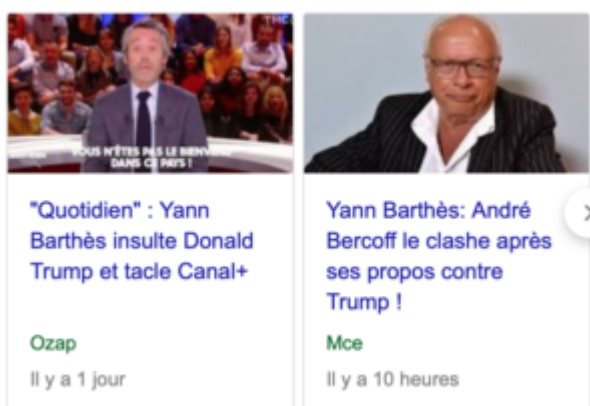 VOUS N'ÊTES PAS LE BIENVENU
DANS CE PAYS !
"Quotidien" : Yann
Barthès insulte Donald
Trump et tacle Canal+
Ozap
Il y a 1 jour
Yann Barthès: André
Bercoff le clashe après
ses propos contre
Trump !
Mce
Il y a 10 heures